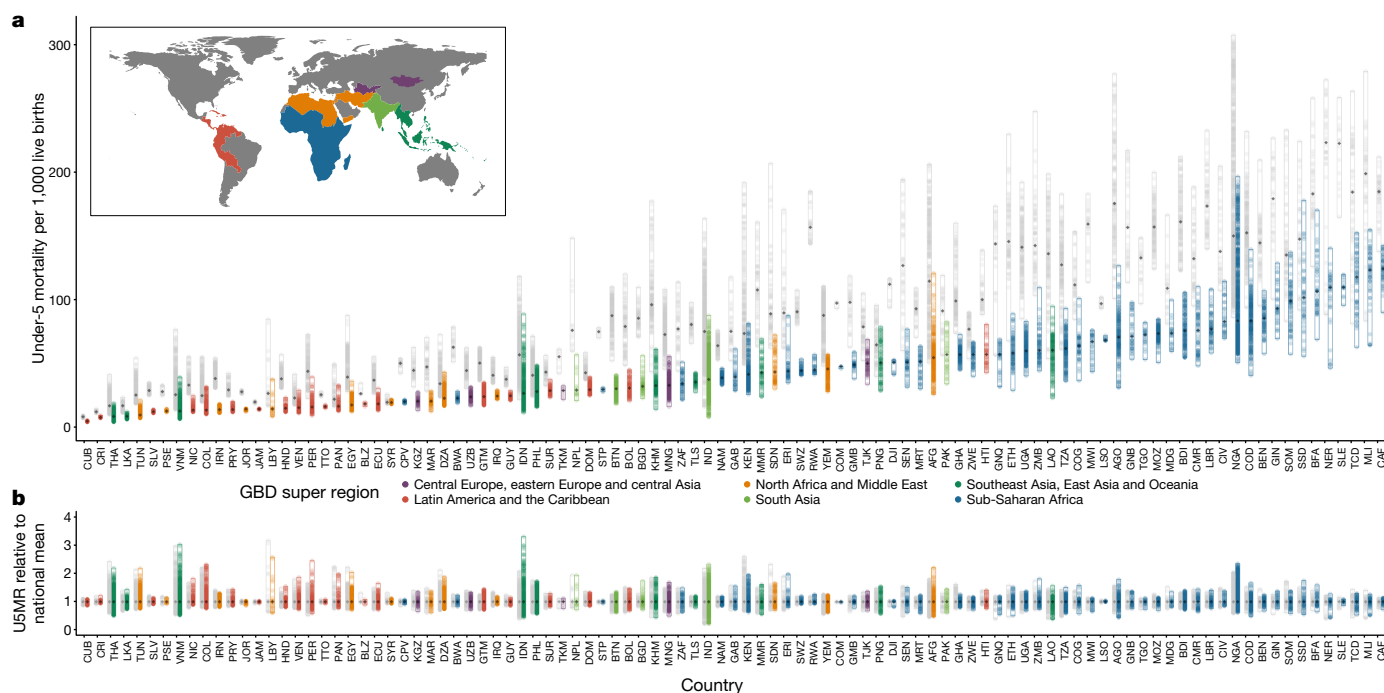 a
300
200
100
0
Under-5 mortality per 1,000 live births
CUB CRI THA LKA TUN SLV PSE VNM NIC COL IRN PRY JOR JAM LBY HND VEN PER TTO PAN EGY BLZ ECU SYR CPV KGZ MAR DZA BWA UZB GTM IRQ GUY IDN PHL SUR TKM NPL DOM STP BTN BOL BGD KHM MNG ZAF TLS IND NAM GAB KEN MMR SDN ERI SWZ RWA YEM COM GMB TJK PNG DJI SEN MRT AFG GHA PAK ZWE HTI GNQ ETH UGA ZMB LAO TZA COG MWI LSO AGO GNB TGO MOZ MDG BDI CMR LBR CIV NGA COD BEN GIN SOM SSD BFA NER SLE TCD MLI CAF
GBD super region
Central Europe, eastern Europe and central Asia
North Africa and Middle East
Southeast Asia, East Asia and Oceania
Latin America and the Caribbean
South Asia
Sub-Saharan Africa
b
4
3
2
1
0
U5MR relative to
national mean
CUB CRI THA LKA TUN SLV PSE VNM NIC COL IRN PRY JOR JAM LBY HND VEN PER TTO PAN EGY BLZ ECU SYR CPV KGZ MAR DZA BWA UZB GTM IRQ GUY IDN PHL SUR TKM NPL DOM STP BTN BOL BGD KHM MNG ZAF TLS IND NAM GAB KEN MMR SDN ERI SWZ RWA YEM COM GMB TJK PNG DJI SEN MRT AFG PAK GHA ZWE HTI GNQ ETH UGA ZMB LAO TZA COG MWI LSO AGO GNB TGO MOZ MDG BDI CMR LBR CIV NGA COD BEN GIN SOM SSD BFA NER SLE TCD MLI CAF
Country